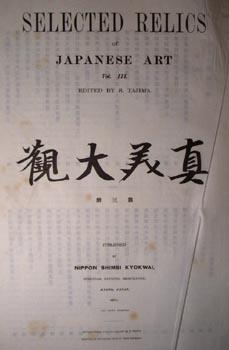 SELECTED RELICS
of
JAPANESE ART
Vol. III.
EDITED BY S. TAJIMA.
觀大美真
冊三第
PUBLISHED
BY
NIPPON SHIMBI KYOKWAI,
KYOTO, JAPAN.